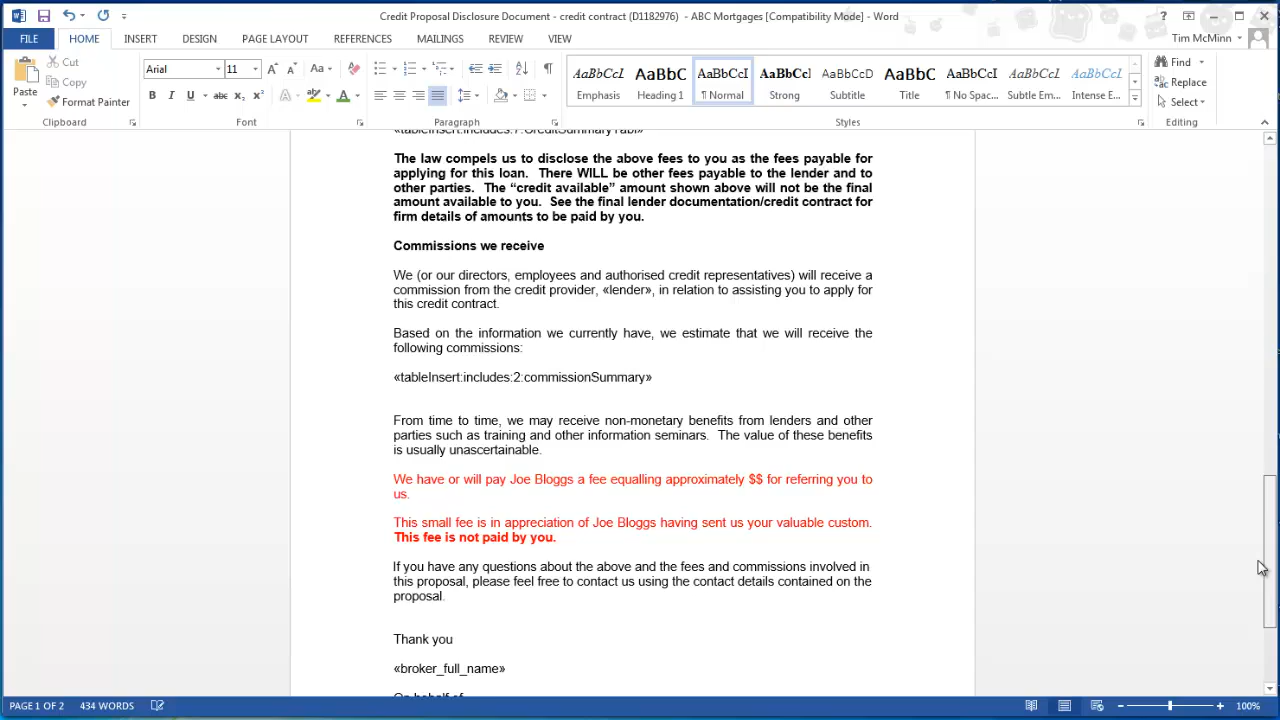 Credit Proposal Disclosure Document - credit contract (D1182976) - ABC Mortgages [Compatibility Mode] - Word
FILE HOME INSERT DESIGN PAGE LAYOUT REFERENCES MAILINGS REVIEW VIEW Tim McMinn
Paste
Cut
Copy
Format Painter
Clipboard
Arial 11
Font
Paragraph
AaBbCcI AaBbC AaBbCcI AaBbCc AaBbCcI AaBbC AaBbCcI AaBbCcI AaBbCcI
Emphasis Heading 1 ¶ Normal Strong Subtitle Title ¶ No Spac... Subtle Em... Intense E...
Styles
Find
Replace
Select
Editing
«tableInsert:includes:7:CreditSummaryTabl»
The law compels us to disclose the above fees to you as the fees payable for
applying for this loan. There WILL be other fees payable to the lender and to
other parties. The “credit available” amount shown above will not be the final
amount available to you. See the final lender documentation/credit contract for
firm details of amounts to be paid by you.
Commissions we receive
We (or our directors, employees and authorised credit representatives) will receive a
commission from the credit provider, «lender», in relation to assisting you to apply for
this credit contract.
Based on the information we currently have, we estimate that we will receive the
following commissions:
«tableInsert:includes:2:commissionSummary»
From time to time, we may receive non-monetary benefits from lenders and other
parties such as training and other information seminars. The value of these benefits
is usually unascertainable.
We have or will pay Joe Bloggs a fee equalling approximately $$ for referring you to
us.
This small fee is in appreciation of Joe Bloggs having sent us your valuable custom.
This fee is not paid by you.
If you have any questions about the above and the fees and commissions involved in
this proposal, please feel free to contact us using the contact details contained on the
proposal.
Thank you
«broker_full_name»
On behalf of
PAGE 1 OF 2 434 WORDS 100%